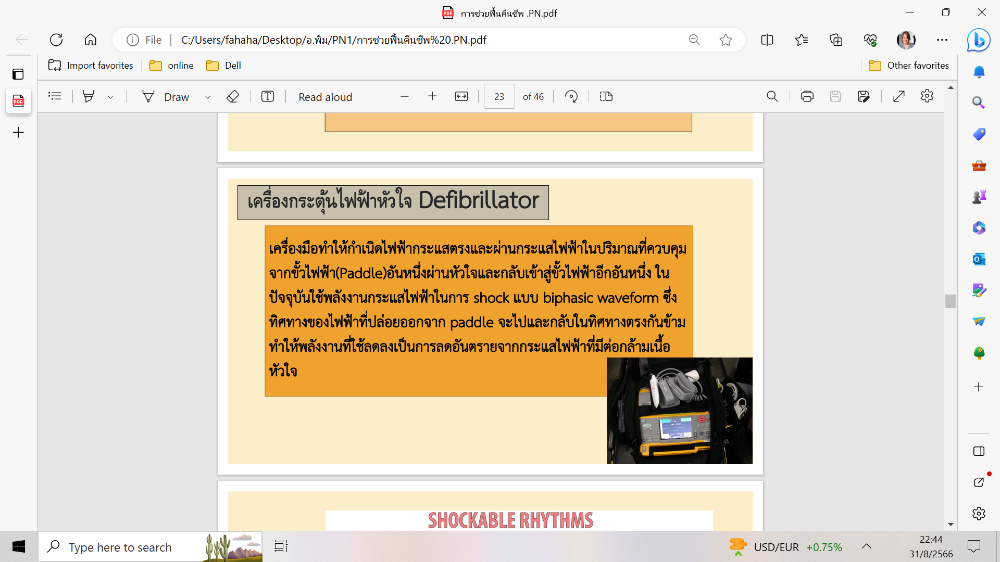 การช่วยฟื้นคืนชีพ .PN.pdf
File
C:/Users/fahaha/Desktop/อ.พิม/PN1/การช่วยฟื้นคืนชีพ%20.PN.pdf
Import favorites
online
Dell
Other favorites
Draw
Read aloud
23
of 46
เครื่องกระตุ้นไฟฟ้าหัวใจ Defibrillator
เครื่องมือทำให้กำเนิดไฟฟ้ากระแสตรงและผ่านกระแสไฟฟ้าในปริมาณที่ควบคุม
จากขั้วไฟฟ้า(Paddle)อันหนึ่งผ่านหัวใจและกลับเข้าสู่ขั้วไฟฟ้าอีกอันหนึ่ง ใน
ปัจจุบันใช้พลังงานกระแสไฟฟ้าในการ shock แบบ biphasic waveform ซึ่ง
ทิศทางของไฟฟ้าที่ปล่อยออกจาก paddle จะไปและกลับในทิศทางตรงกันข้าม
ทำให้พลังงานที่ใช้ลดลงเป็นการลดอันตรายจากกระแสไฟฟ้าที่มีต่อกล้ามเนื้อ
หัวใจ
SHOCKABLE RHYTHMS
Type here to search
USD/EUR +0.75%
22:44
31/8/2566